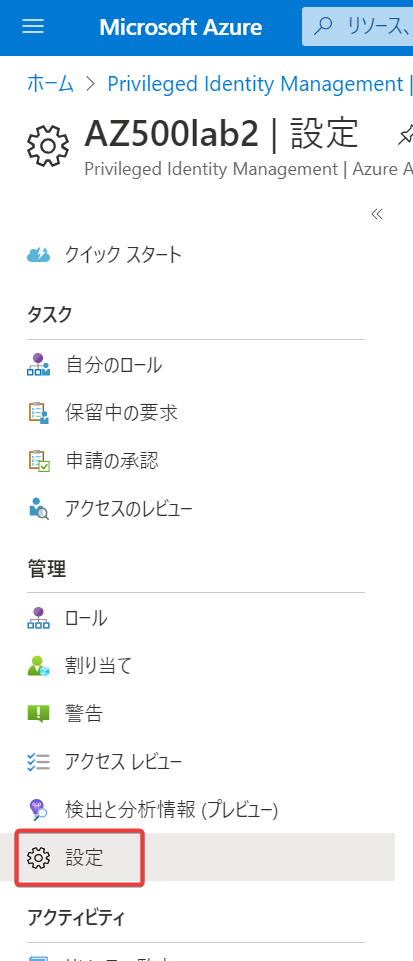 Microsoft Azure
リソース、
ホーム > Privileged Identity Management |
AZ500lab2 | 設定
Privileged Identity Management | Azure A
クイック スタート
タスク
自分のロール
保留中の要求
申請の承認
アクセスのレビュー
管理
ロール
割り当て
警告
アクセス レビュー
検出と分析情報 (プレビュー)
設定
アクティビティ